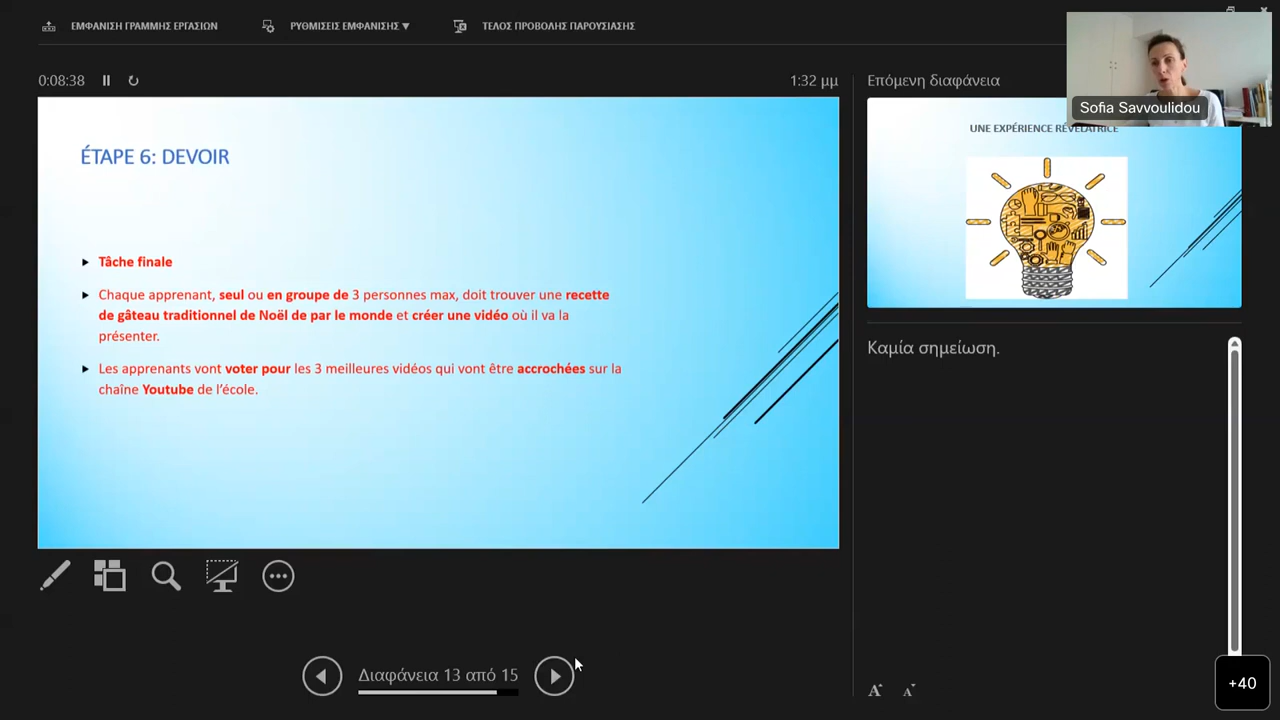 ΕΜΦΑΝΙΣΗ ΓΡΑΜΜΗΣ ΕΡΓΑΣΙΩΝ
ΡΥΘΜΙΣΕΙΣ ΕΜΦΑΝΙΣΗΣ ▼
ΤΕΛΟΣ ΠΡΟΒΟΛΗΣ ΠΑΡΟΥΣΙΑΣΗΣ
0:08:38
1:32 μμ
ÉTAPE 6: DEVOIR
Tâche finale
Chaque apprenant, seul ou en groupe de 3 personnes max, doit trouver une recette
de gâteau traditionnel de Noël de par le monde et créer une vidéo où il va la
présenter.
Les apprenants vont voter pour les 3 meilleures vidéos qui vont être accrochées sur la
chaîne Youtube de l’école.
Διαφάνεια 13 από 15
Επόμενη διαφάνεια
Sofia Savvoulidou
UNE EXPÉRIENCE RÉVÉLATRICE
Καμία σημείωση.
A A
+40